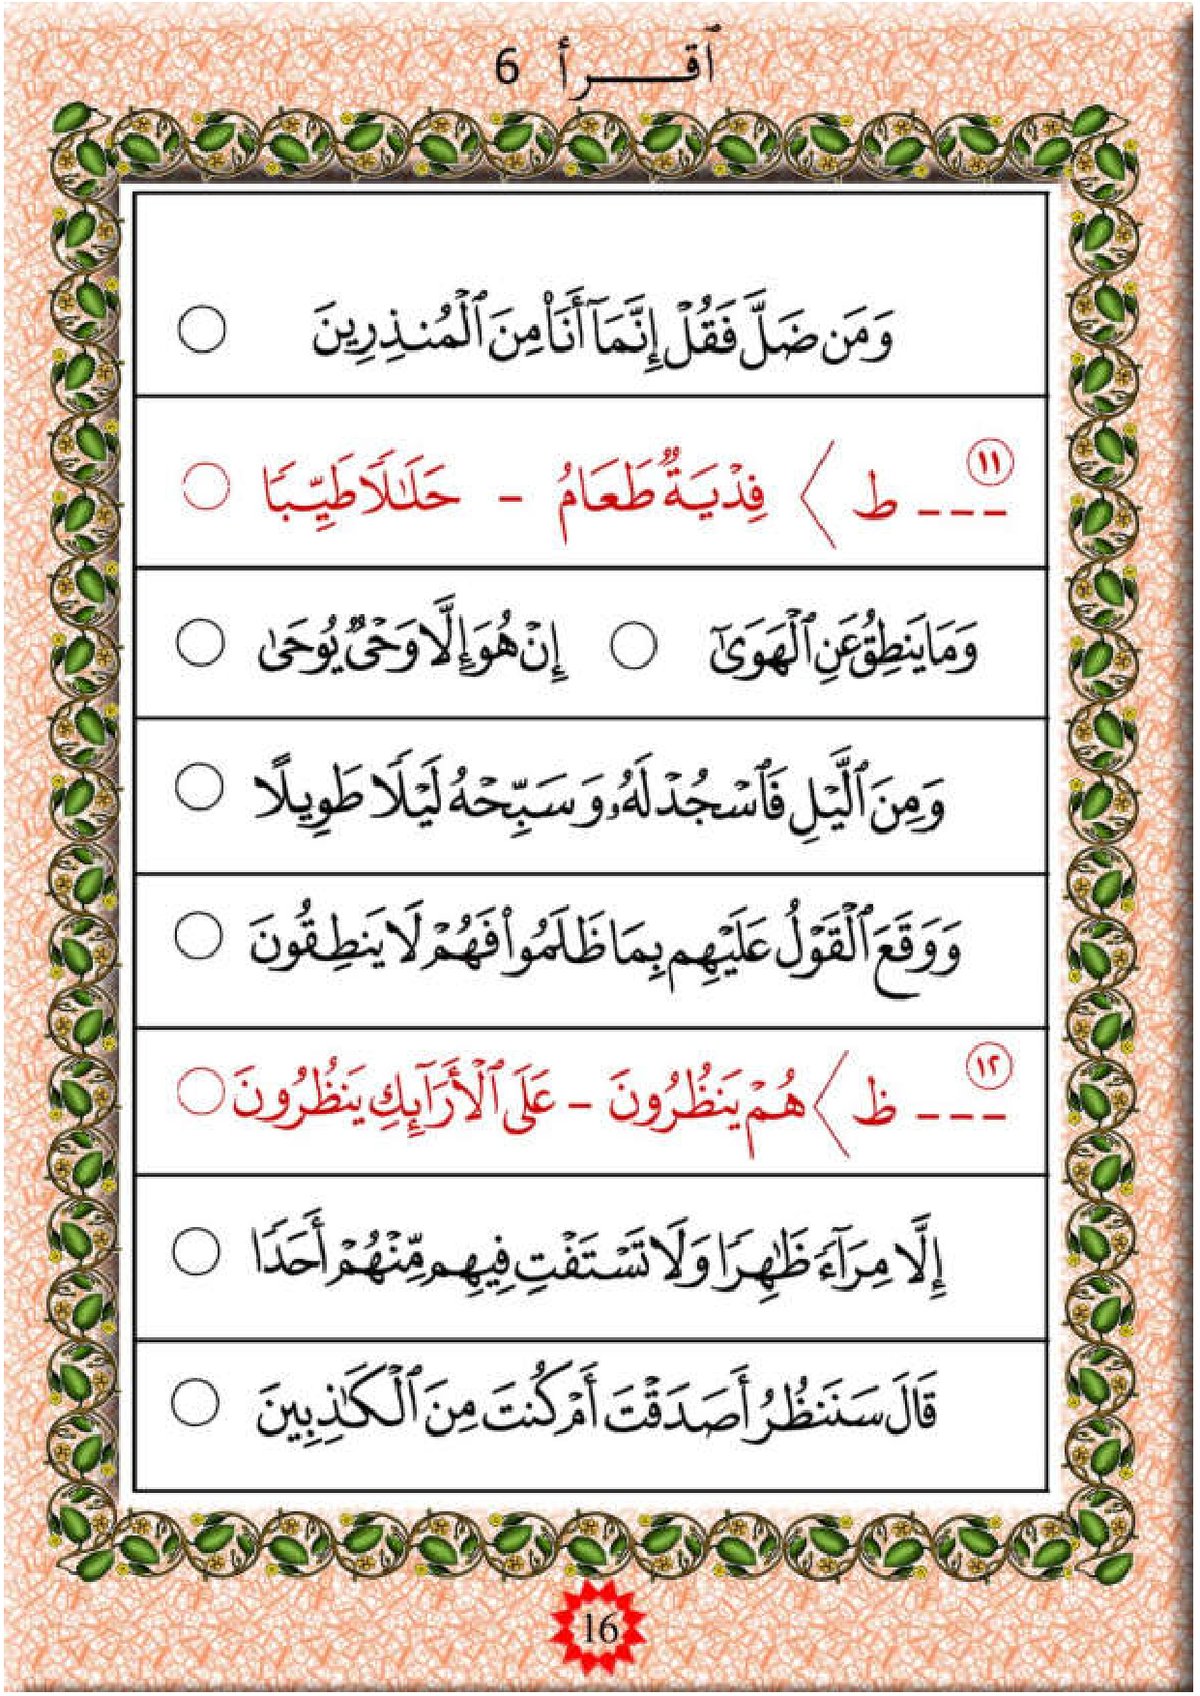 ٱقـــرأ 6
وَمَن ضَلَّ فَقُلْ إِنَّمَآ أَنَا۠ مِنَ ٱلْمُنذِرِينَ ○
١١ --- ط 〉 فِدْيَةٌ طَعَامُ - حَلَـٰلًا طَيِّبًا ○
وَمَا يَنطِقُ عَنِ ٱلْهَوَىٰٓ ○ إِنْ هُوَ إِلَّا وَحْىٌ يُوحَىٰ ○
وَمِنَ ٱلَّيْلِ فَٱسْجُدْ لَهُۥ وَسَبِّحْهُ لَيْلًا طَوِيلًا ○
وَوَقَعَ ٱلْقَوْلُ عَلَيْهِم بِمَا ظَلَمُوا۟ فَهُمْ لَا يَنطِقُونَ ○
١٢ --- ظ 〉 هُمْ يَنظُرُونَ - عَلَى ٱلْأَرَآئِكِ يَنظُرُونَ ○
إِلَّا مِرَآءً ظَـٰهِرًا وَلَا تَسْتَفْتِ فِيهِم مِّنْهُمْ أَحَدًا ○
قَالَ سَنَنظُرُ أَصَدَقْتَ أَمْ كُنتَ مِنَ ٱلْكَـٰذِبِينَ ○
16